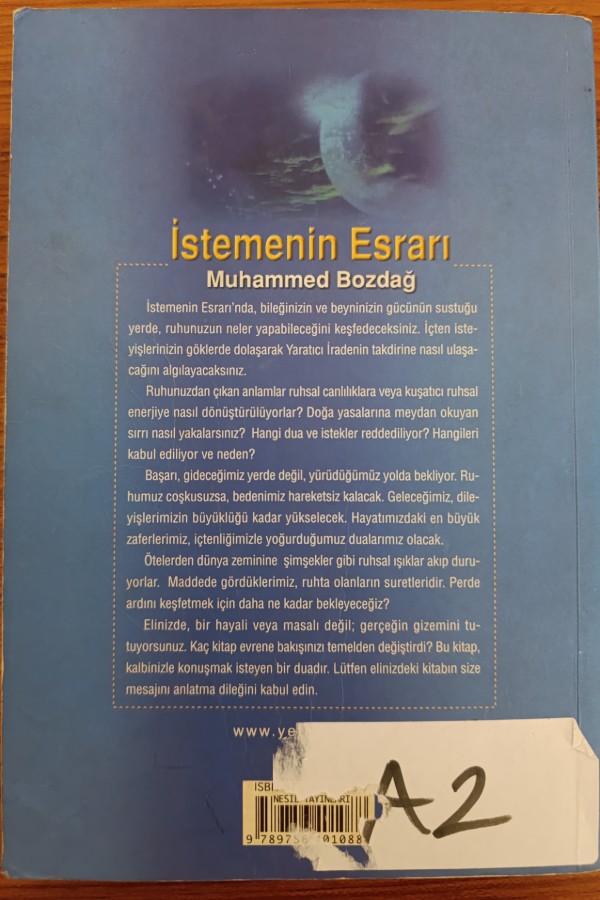 İstemenin Esrarı
Muhammed Bozdağ
İstemenin Esrarı'nda, bileğinizin ve beyninizin gücünün sustuğu
yerde, ruhunuzun neler yapabileceğini keşfedeceksiniz. İçten iste-
yişlerinizin göklerde dolaşarak Yaratıcı İradenin takdirine nasıl ulaşa-
cağını algılayacaksınız.
Ruhunuzdan çıkan anlamlar ruhsal canlılıklara veya kuşatıcı ruhsal
enerjiye nasıl dönüştürülüyorlar? Doğa yasalarına meydan okuyan
sırrı nasıl yakalarsınız? Hangi dua ve istekler reddediliyor? Hangileri
kabul ediliyor ve neden?
Başarı, gideceğimiz yerde değil, yürüdüğümüz yolda bekliyor. Ru-
humuz coşkusuzsa, bedenimiz hareketsiz kalacak. Geleceğimiz, dile-
yişlerimizin büyüklüğü kadar yükselecek. Hayatımızdaki en büyük
zaferlerimiz, içtenliğimizle yoğurduğumuz dualarımız olacak.
Ötelerden dünya zeminine şimşekler gibi ruhsal ışıklar akıp duru-
yorlar. Maddede gördüklerimiz, ruhta olanların suretleridir. Perde
ardını keşfetmek için daha ne kadar bekleyeceğiz?
Elinizde, bir hayali veya masalı değil; gerçeğin gizemini tu-
tuyorsunuz. Kaç kitap evrene bakışınızı temelden değiştirdi? Bu kitap,
kalbinizle konuşmak isteyen bir duadır. Lütfen elinizdeki kitabın size
mesajını anlatma dileğini kabul edin.
www.ye
A2
NESİL YAYINLARI